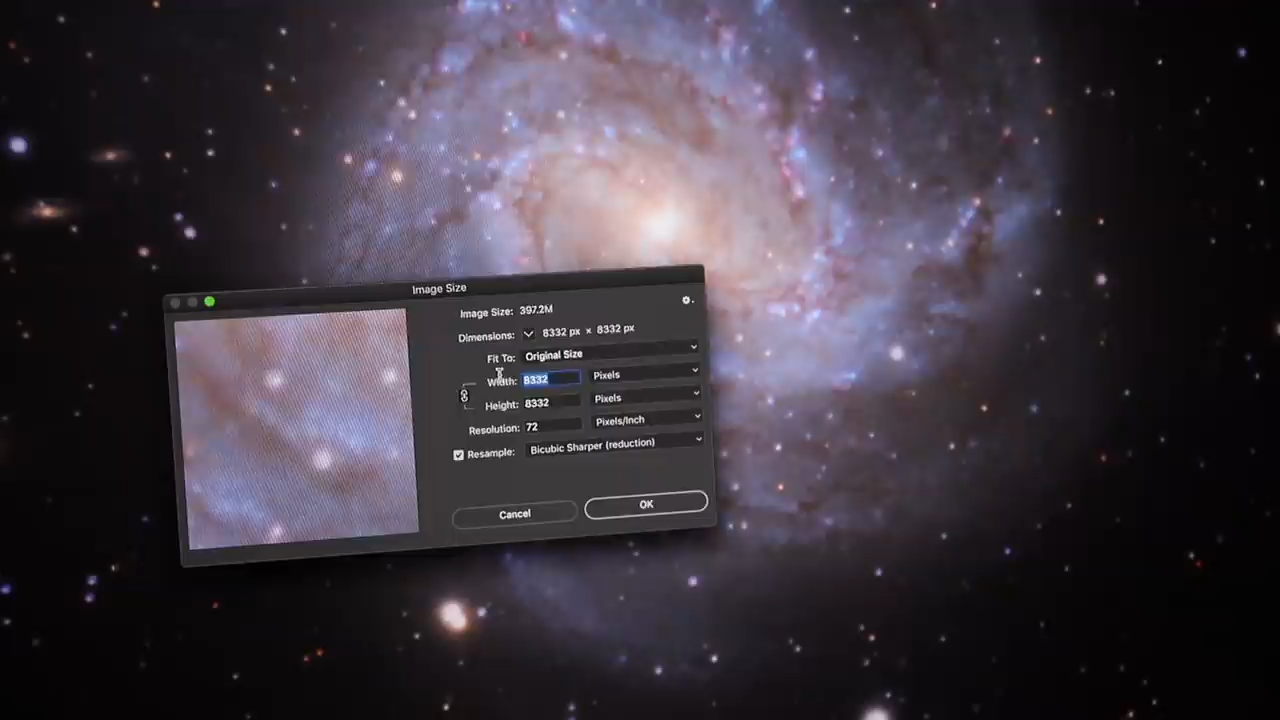 Image Size
Image Size: 397.2M
Dimensions: 8332 px × 8332 px
Fit To: Original Size
Width: 8332 Pixels
Height: 8332 Pixels
Resolution: 72 Pixels/Inch
Resample: Bicubic Sharper (reduction)
Cancel OK